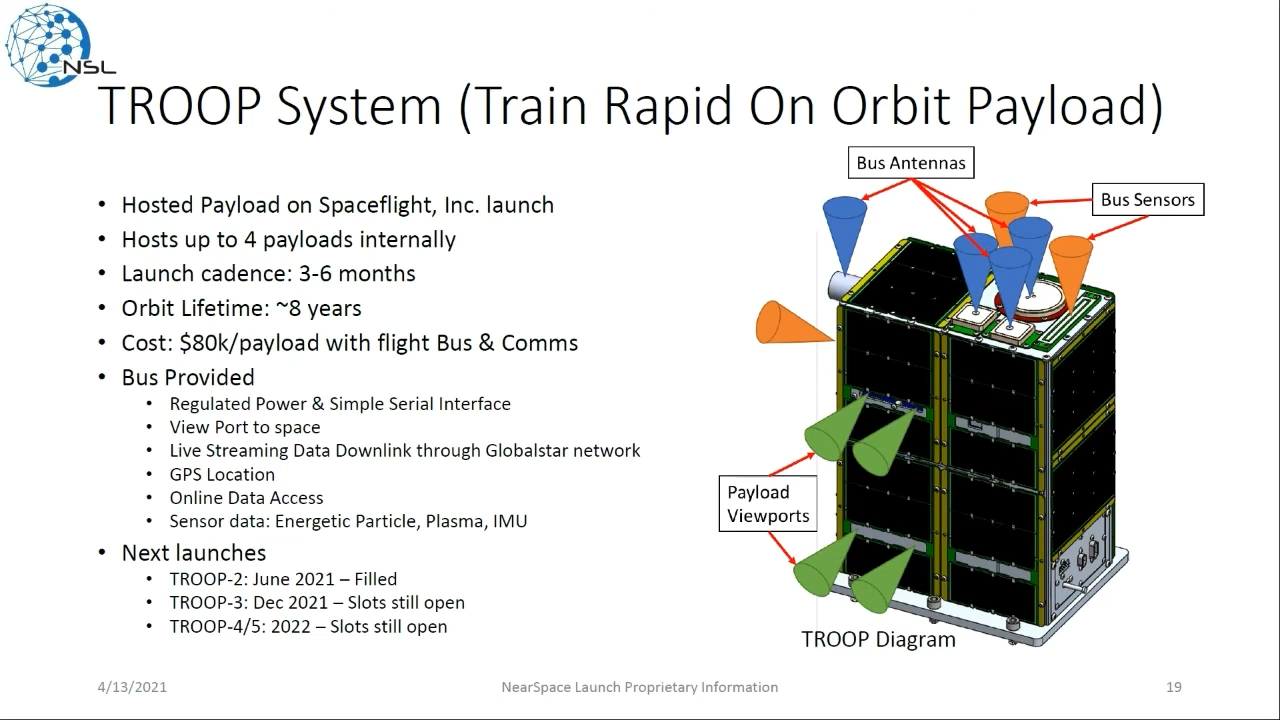 NSL
TROOP System (Train Rapid On Orbit Payload)
• Hosted Payload on Spaceflight, Inc. launch
• Hosts up to 4 payloads internally
• Launch cadence: 3-6 months
• Orbit Lifetime: ~8 years
• Cost: $80k/payload with flight Bus & Comms
• Bus Provided
• Regulated Power & Simple Serial Interface
• View Port to space
• Live Streaming Data Downlink through Globalstar network
• GPS Location
• Online Data Access
• Sensor data: Energetic Particle, Plasma, IMU
• Next launches
• TROOP-2: June 2021 – Filled
• TROOP-3: Dec 2021 – Slots still open
• TROOP-4/5: 2022 – Slots still open
Bus Antennas
Bus Sensors
Payload
Viewports
TROOP Diagram
4/13/2021
NearSpace Launch Proprietary Information
19